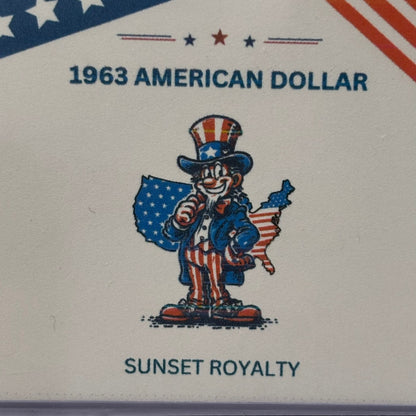 1963 AMERICAN DOLLAR
SUNSET ROYALTY